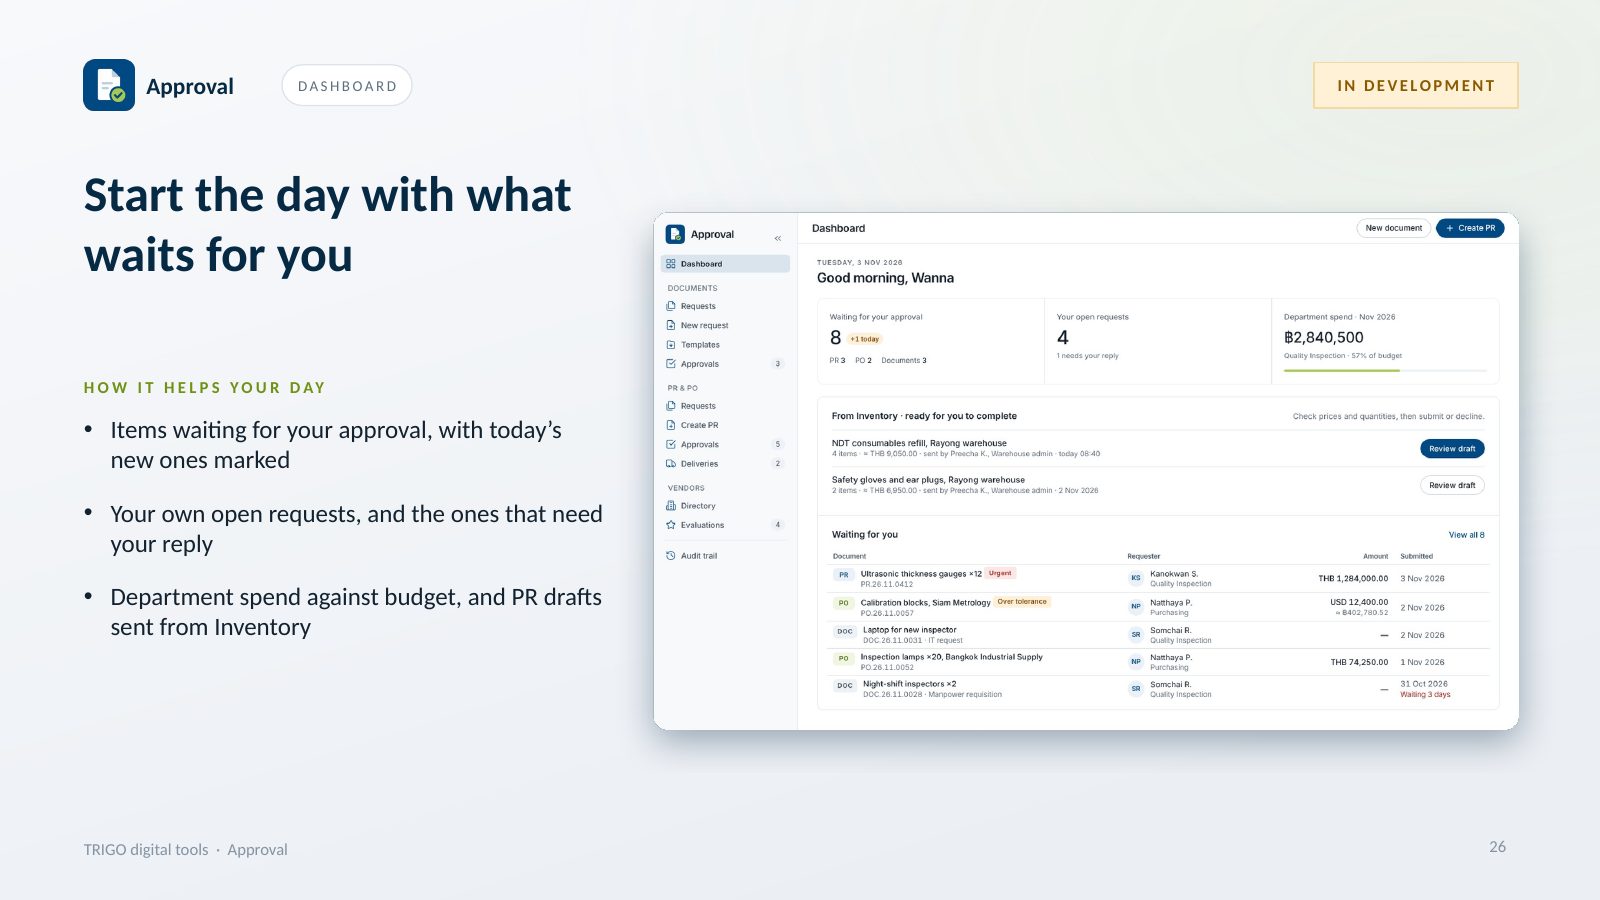 Approval
DASHBOARD
IN DEVELOPMENT
Start the day with what
waits for you
HOW IT HELPS YOUR DAY
• Items waiting for your approval, with today’s
new ones marked
• Your own open requests, and the ones that need
your reply
• Department spend against budget, and PR drafts
sent from Inventory
Approval «
Dashboard
DOCUMENTS
Requests
New request
Templates
Approvals 3
PR & PO
Requests
Create PR
Approvals 5
Deliveries 2
VENDORS
Directory
Evaluations 4
Audit trail
Dashboard
New document
+ Create PR
TUESDAY, 3 NOV 2026
Good morning, Wanna
Waiting for your approval
8 +1 today
PR 3 PO 2 Documents 3
Your open requests
4
1 needs your reply
Department spend · Nov 2026
฿2,840,500
Quality Inspection · 57% of budget
From Inventory · ready for you to complete
Check prices and quantities, then submit or decline.
NDT consumables refill, Rayong warehouse
4 items · ≈ THB 9,050.00 · sent by Preecha K., Warehouse admin · today 08:40
Review draft
Safety gloves and ear plugs, Rayong warehouse
2 items · ≈ THB 6,950.00 · sent by Preecha K., Warehouse admin · 2 Nov 2026
Review draft
Waiting for you
View all 8
Document Requester Amount Submitted
PR Ultrasonic thickness gauges ×12 Urgent KS Kanokwan S. THB 1,284,000.00 3 Nov 2026
PR.26.11.0412 Quality Inspection
PO Calibration blocks, Siam Metrology Over tolerance NP Natthaya P. USD 12,400.00 2 Nov 2026
PO.26.11.0057 Purchasing ≈ ฿402,780.52
DOC Laptop for new inspector SR Somchai R. — 2 Nov 2026
DOC.26.11.0031 · IT request Quality Inspection
PO Inspection lamps ×20, Bangkok Industrial Supply NP Natthaya P. THB 74,250.00 1 Nov 2026
PO.26.11.0052 Purchasing
DOC Night-shift inspectors ×2 SR Somchai R. — 31 Oct 2026
DOC.26.11.0028 · Manpower requisition Quality Inspection Waiting 3 days
TRIGO digital tools · Approval
26